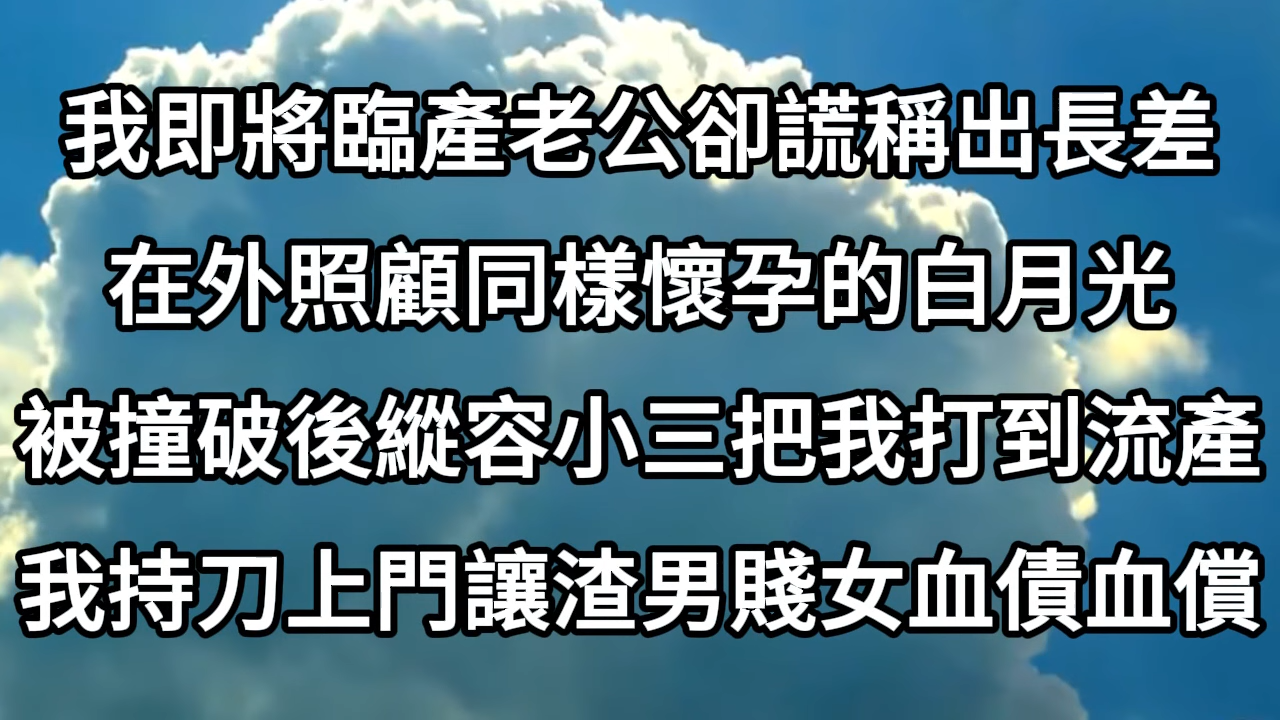 我即將臨產老公卻謊稱出長差
在外照顧同樣懷孕的白月光
被撞破後縱容小三把我打到流產
我持刀上門讓渣男賤女血債血償